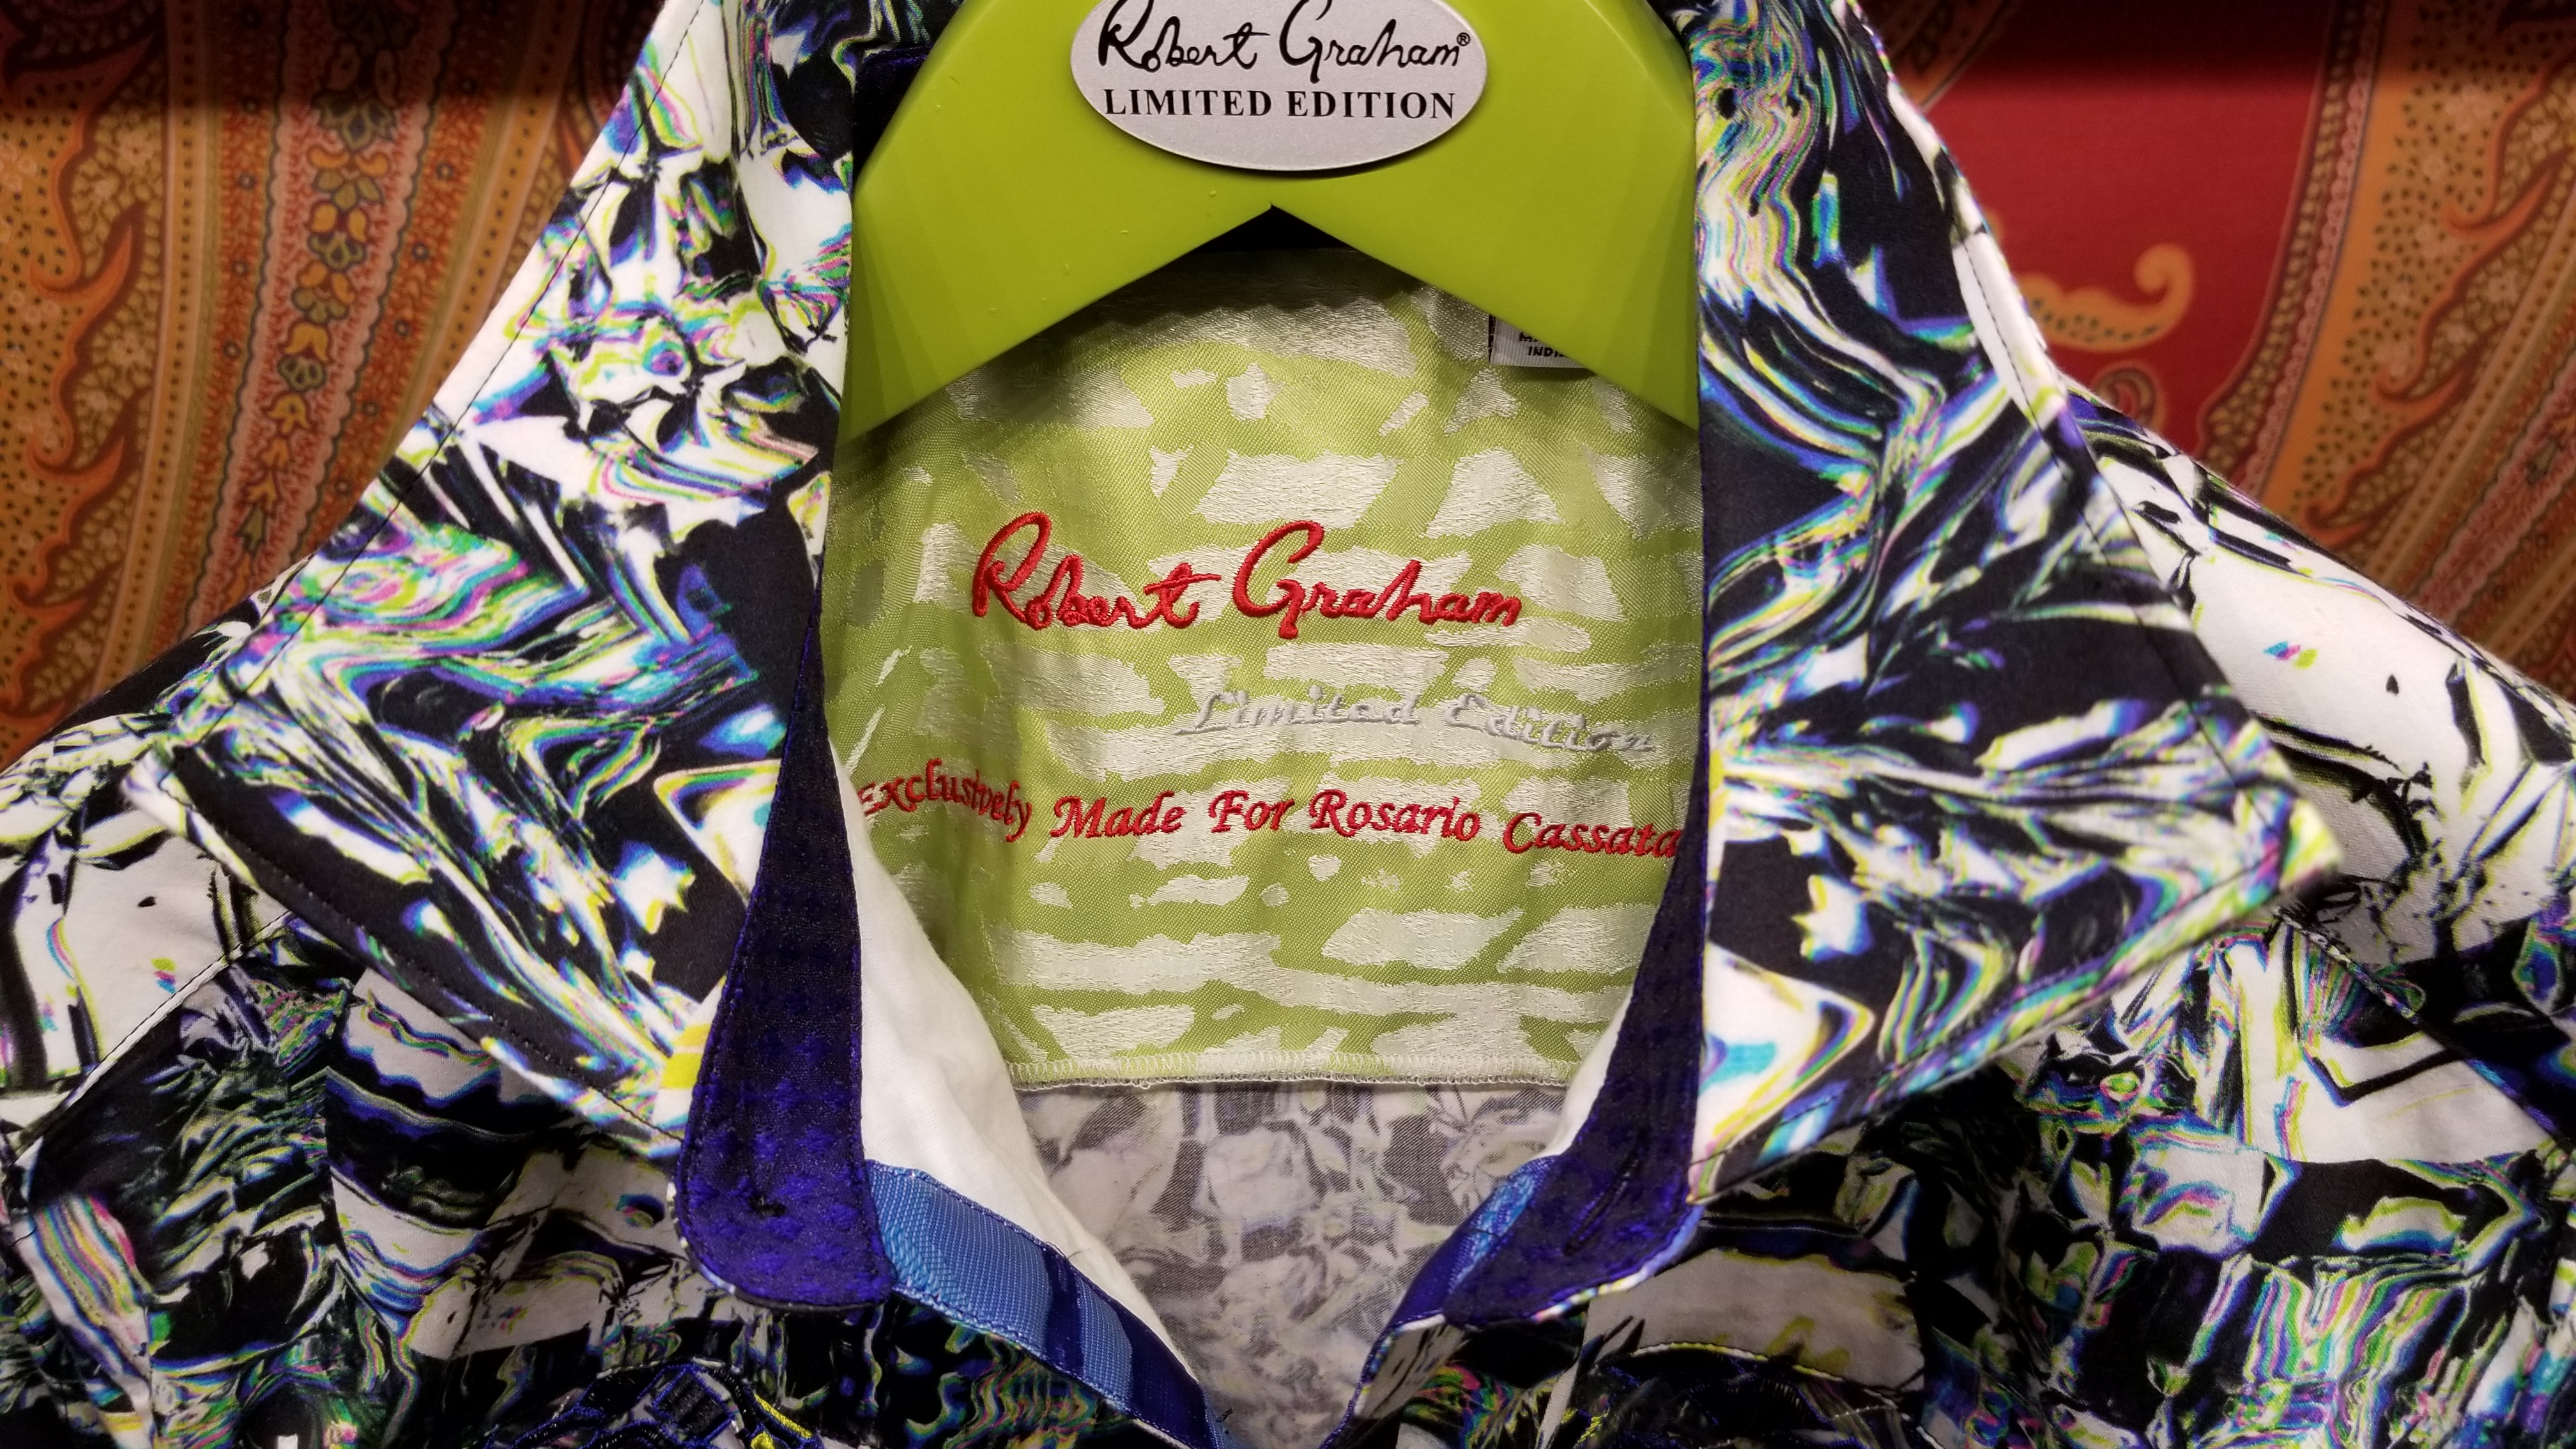 Robert Graham®
LIMITED EDITION
Robert Graham
Limited Edition
Exclusively Made For Rosario Cassata